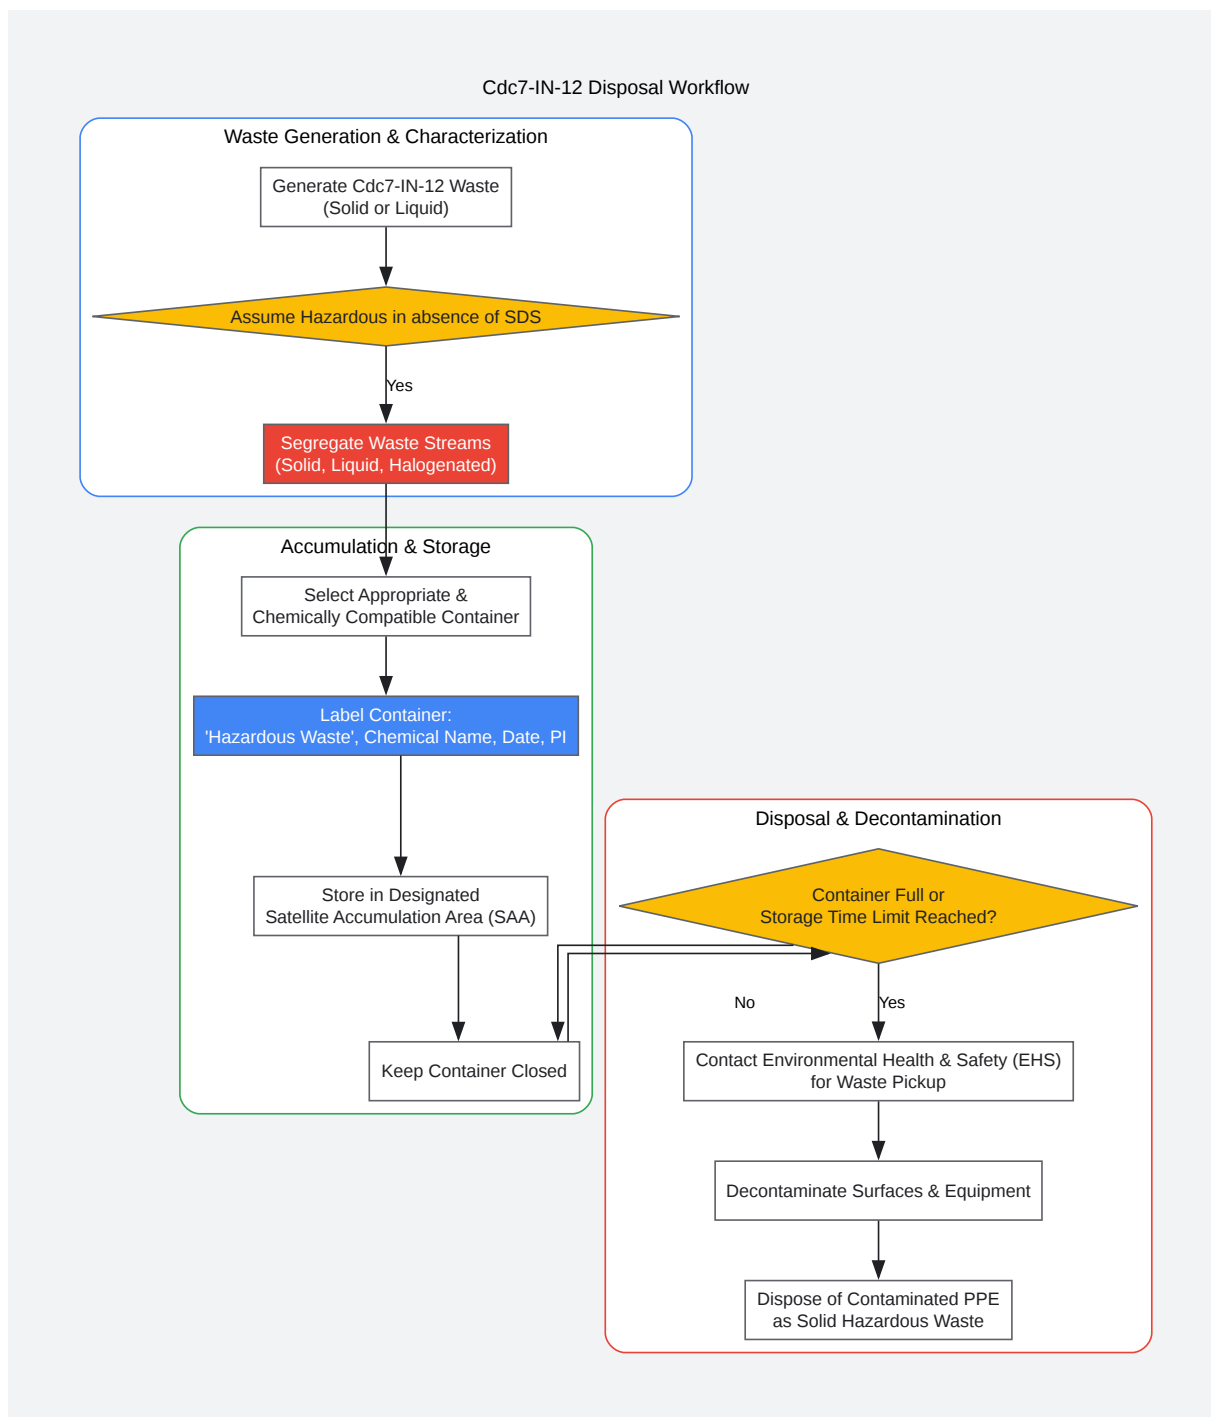 Cdc7-IN-12 Disposal Workflow
Waste Generation & Characterization
Generate Cdc7-IN-12 Waste
(Solid or Liquid)
Assume Hazardous in absence of SDS
Yes
Segregate Waste Streams
(Solid, Liquid, Halogenated)
Accumulation & Storage
Select Appropriate &
Chemically Compatible Container
Label Container:
'Hazardous Waste', Chemical Name, Date, PI
Store in Designated
Satellite Accumulation Area (SAA)
Keep Container Closed
Disposal & Decontamination
Container Full or
Storage Time Limit Reached?
No
Yes
Contact Environmental Health & Safety (EHS)
for Waste Pickup
Decontaminate Surfaces & Equipment
Dispose of Contaminated PPE
as Solid Hazardous Waste